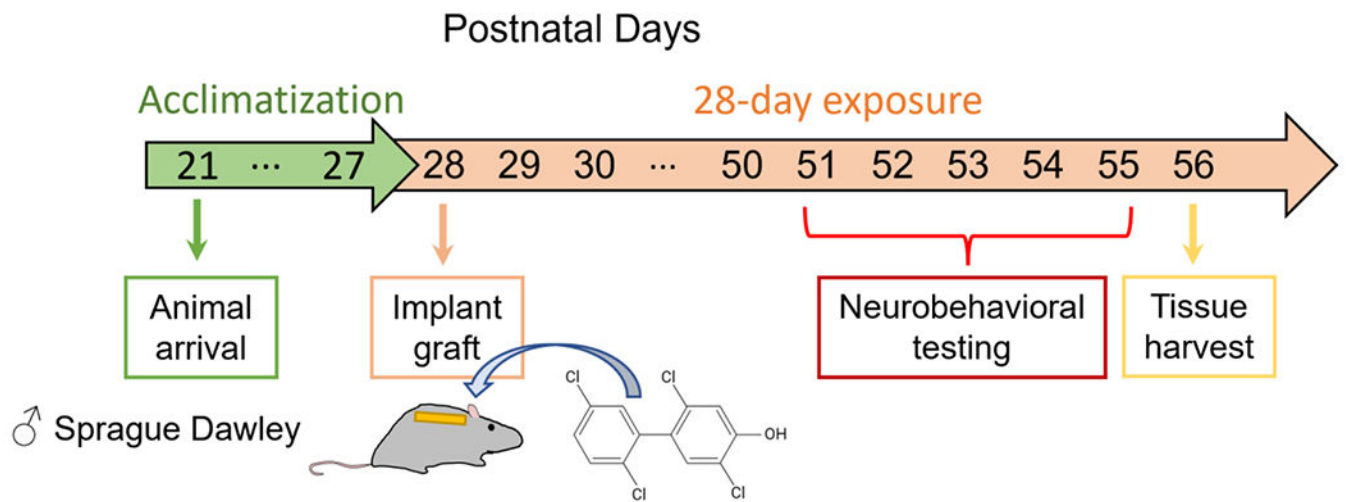 Postnatal Days
Acclimatization
28-day exposure
21 ... 27 28 29 30 ... 50 51 52 53 54 55 56
Animal
arrival
Implant
graft
Neurobehavioral
testing
Tissue
harvest
♂ Sprague Dawley
Cl
Cl
OH
Cl
Cl